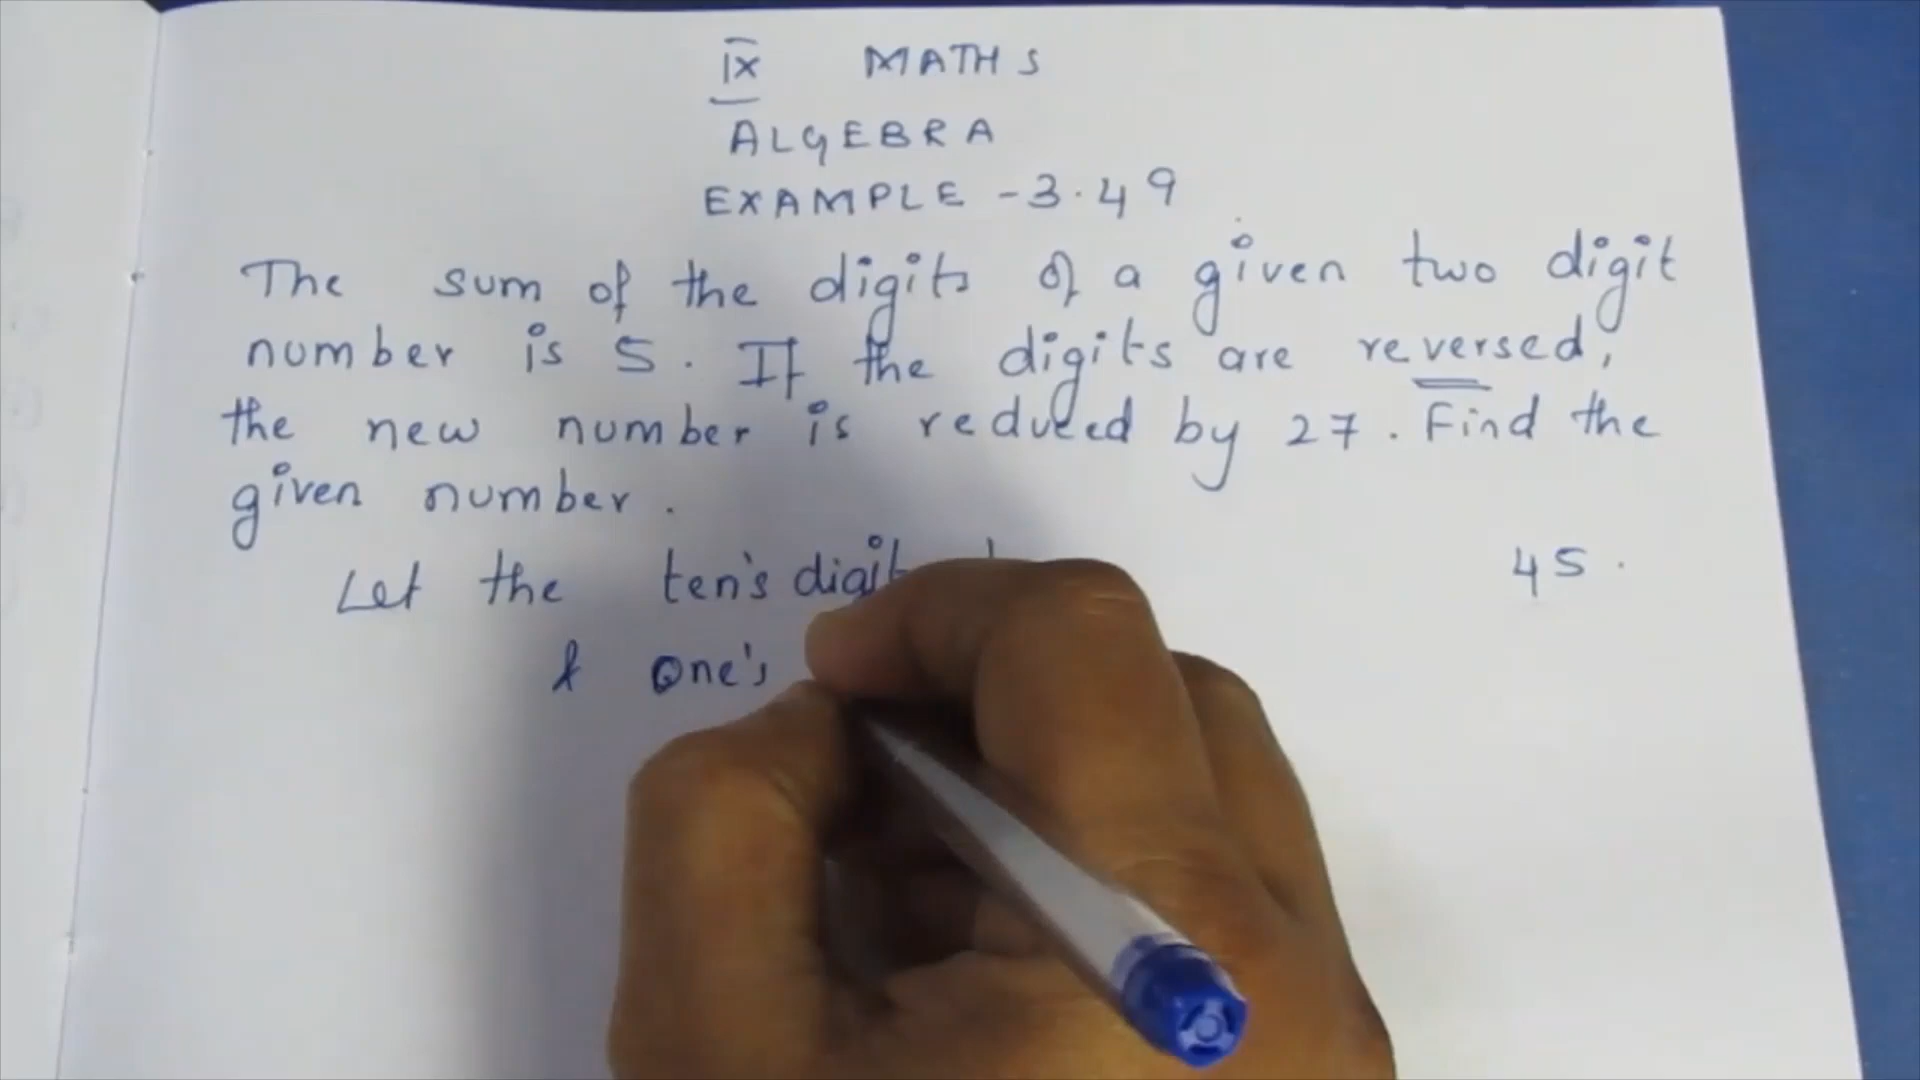 IX MATHS
ALGEBRA
EXAMPLE - 3.49
The sum of the digits of a given two digit
number is 5. If the digits are reversed,
the new number is reduced by 27. Find the
given number.
Let the ten's digit
45.
& one's